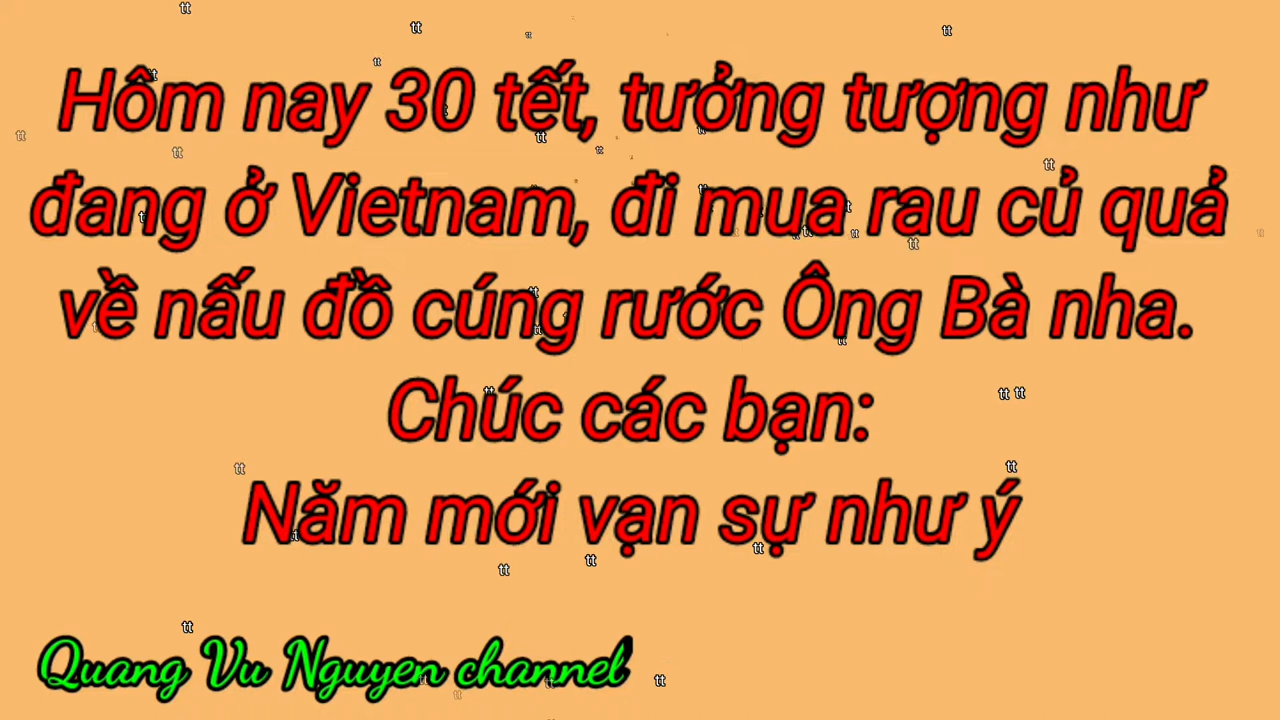 Hôm nay 30 tết, tưởng tượng như
đang ở Vietnam, đi mua rau củ quả
về nấu đồ cúng rước Ông Bà nha.
Chúc các bạn:
Năm mới vạn sự như ý
Quang Vu Nguyen channel